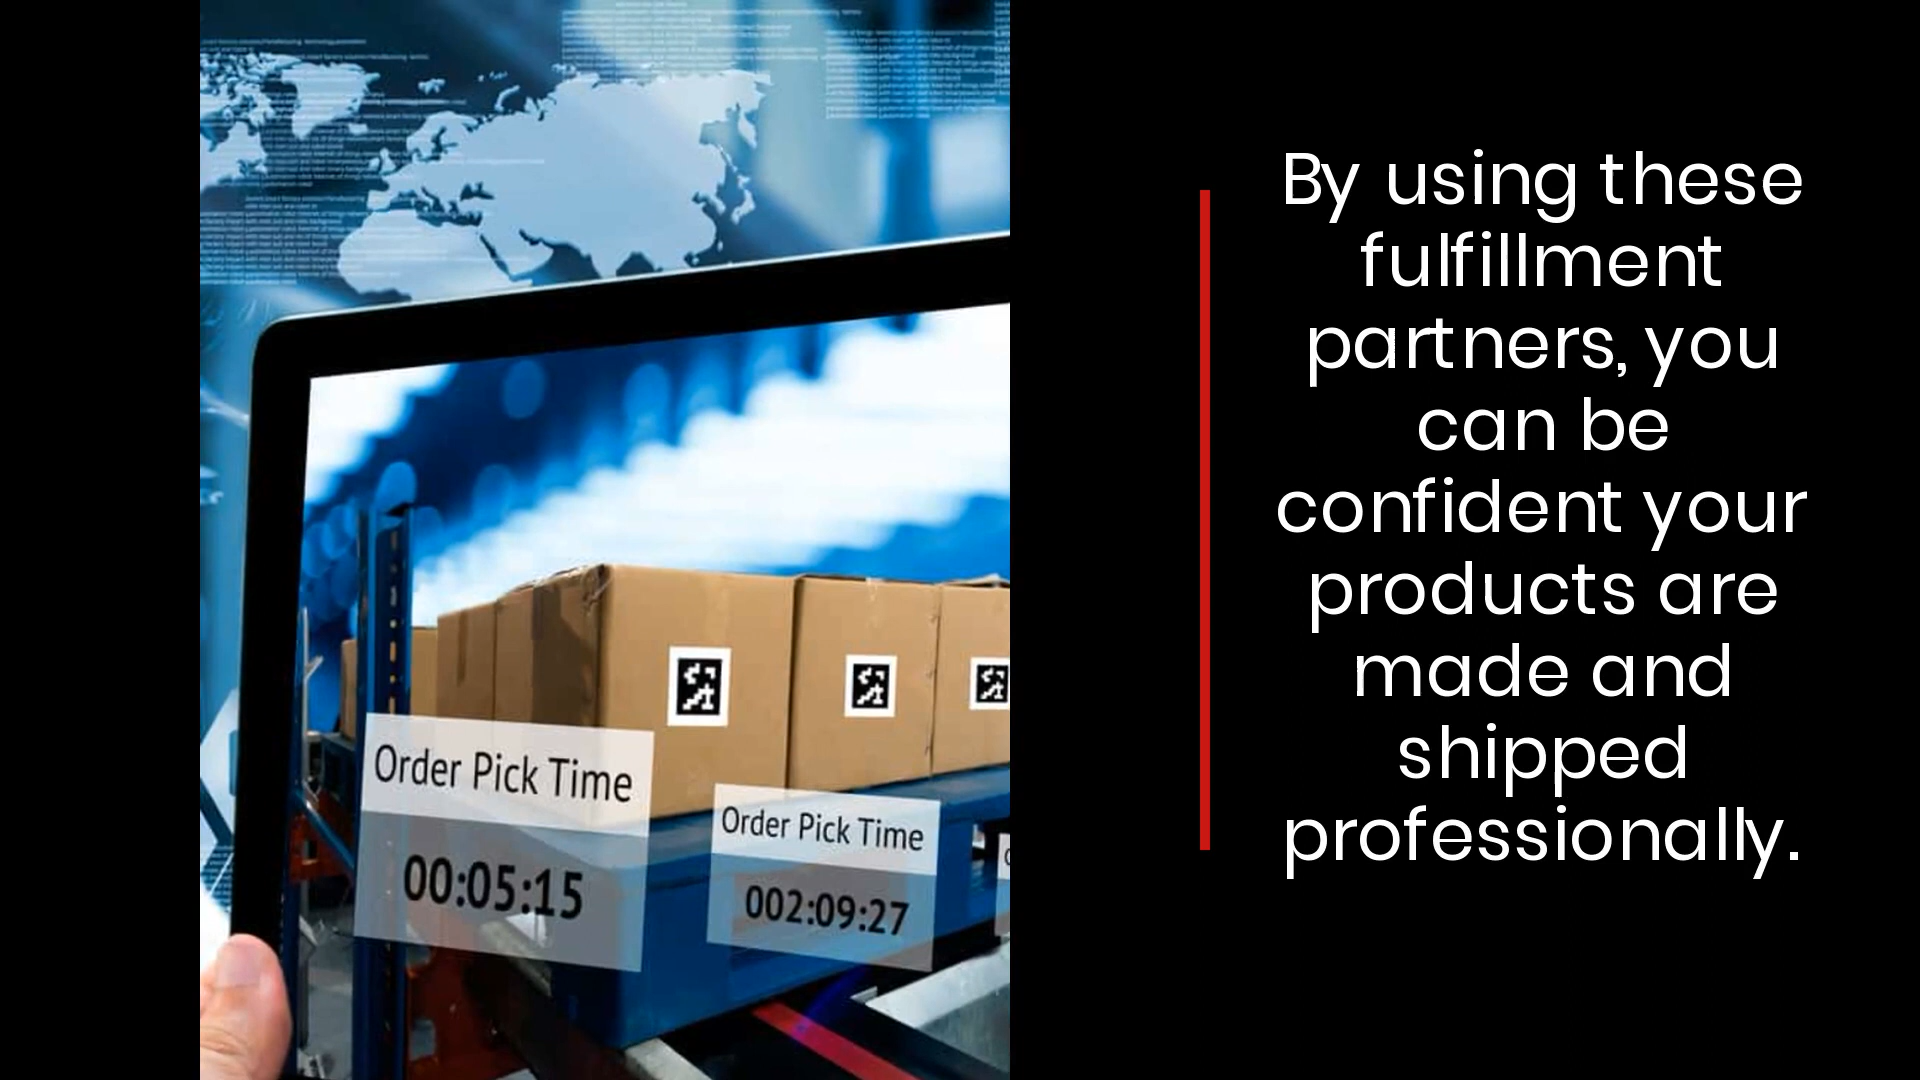 Order Pick Time
00:05:15
Order Pick Time
002:09:27
By using these
fulfillment
partners, you
can be
confident your
products are
made and
shipped
professionally.